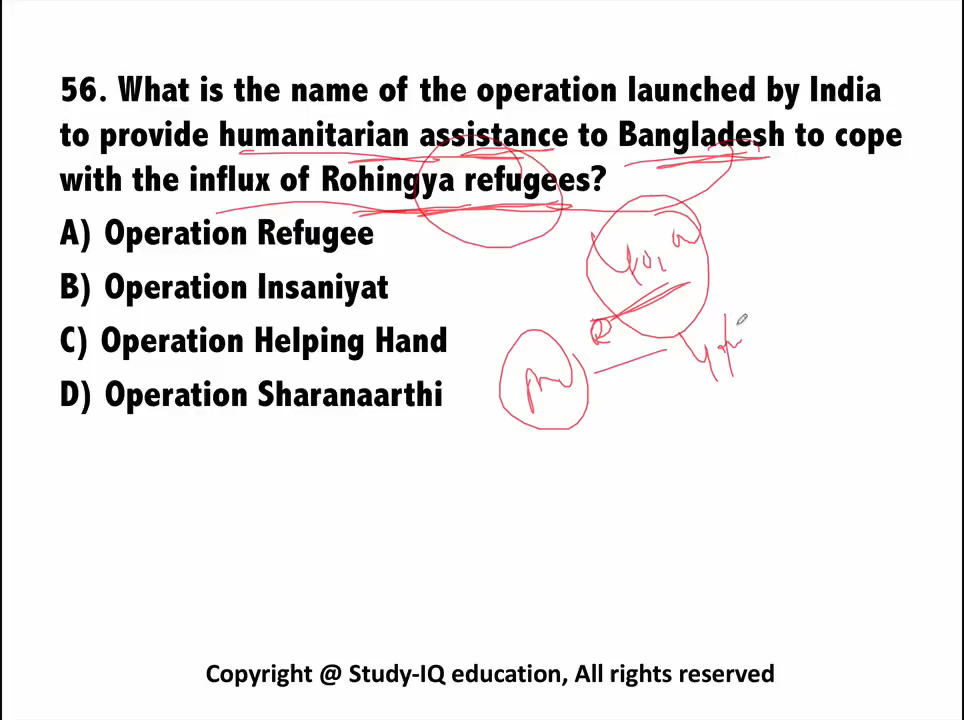 56. What is the name of the operation launched by India
to provide humanitarian assistance to Bangladesh to cope
with the influx of Rohingya refugees?
A) Operation Refugee
B) Operation Insaniyat
C) Operation Helping Hand
D) Operation Sharanaarthi
Copyright @ Study-IQ education, All rights reserved